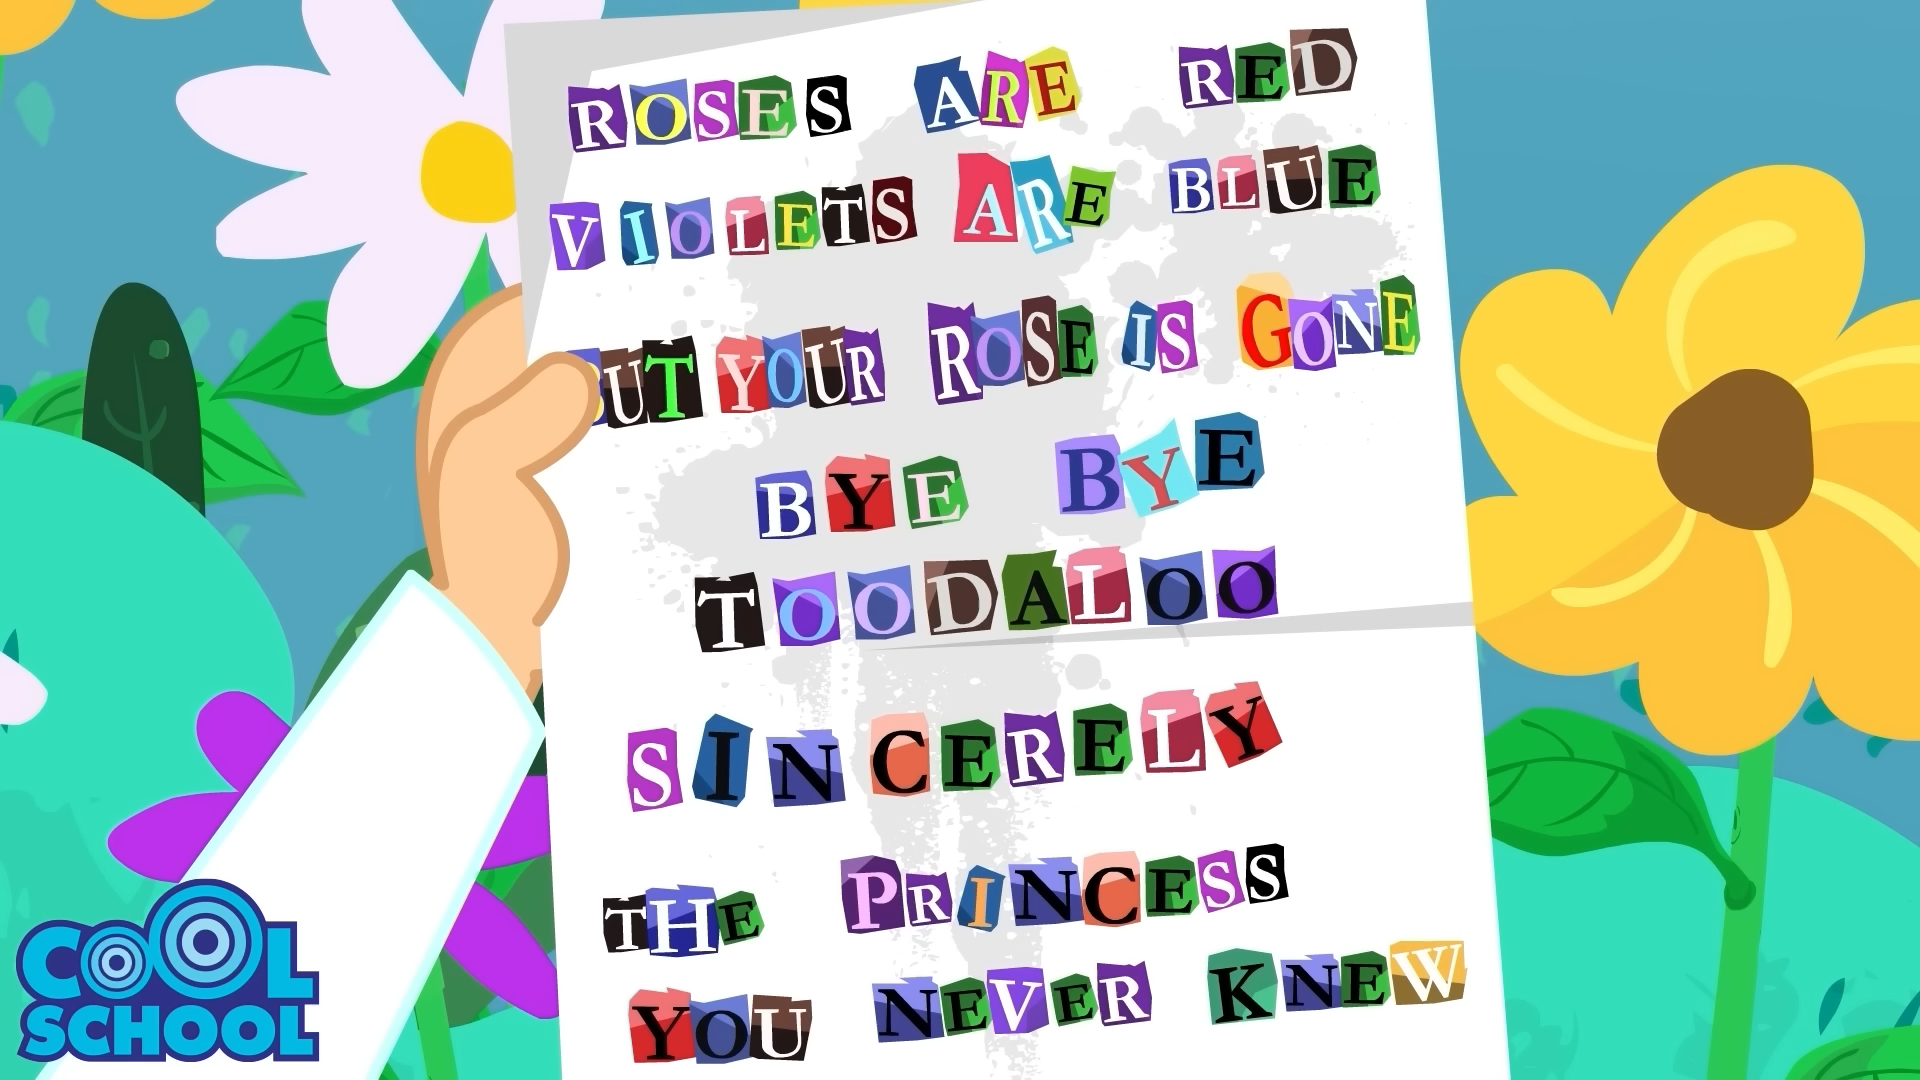 ROSES ARE RED
VIOLETS ARE BLUE
BUT YOUR ROSE IS GONE
BYE BYE
TOODALOO
SINCERELY
THE PRINCESS
YOU NEVER KNEW
COOL
SCHOOL